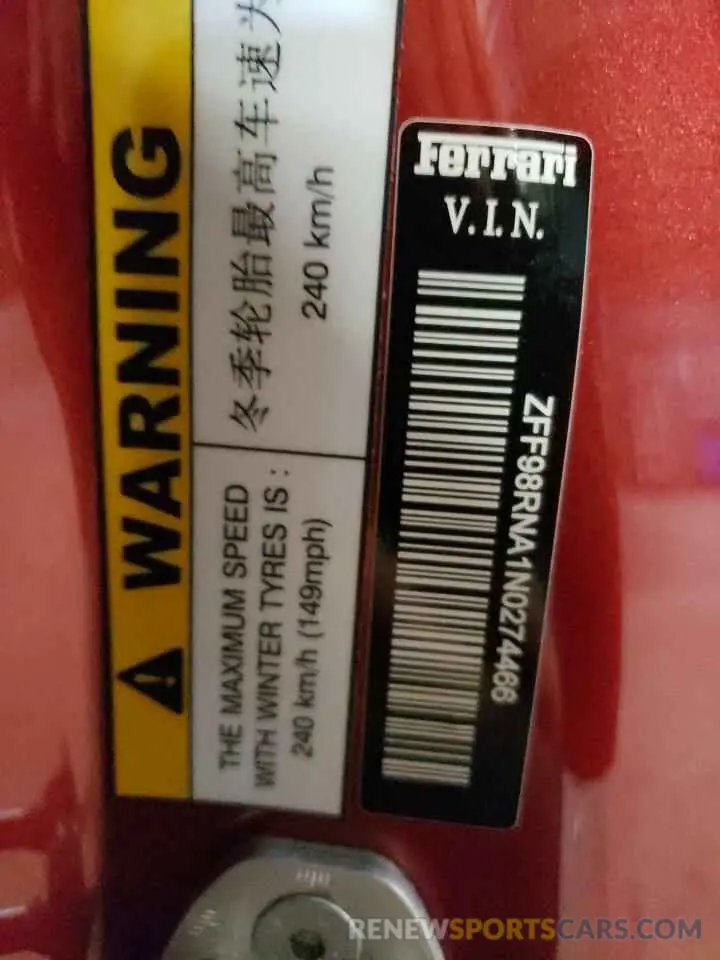 WARNING
冬季轮胎最高车速为
240 km/h
THE MAXIMUM SPEED
WITH WINTER TYRES IS :
240 km/h (149mph)
Ferrari
V.I.N.
ZFF98RNA1N0274466
RENEWSPORTSCARS.COM